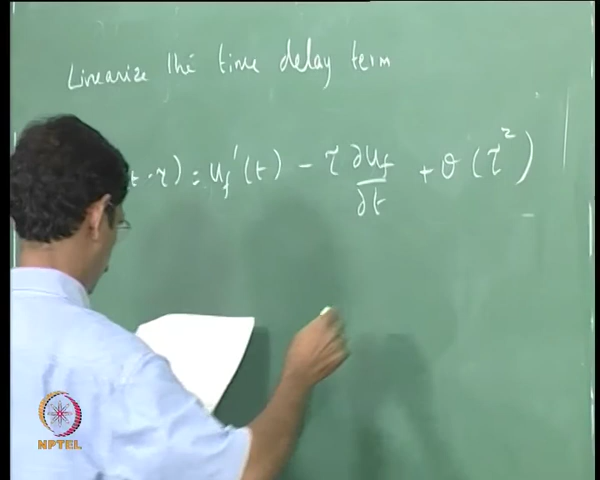 Linearize the time delay term
t - τ) = u_f'(t) - τ ∂u_f/∂t + O(τ²)
NPTEL